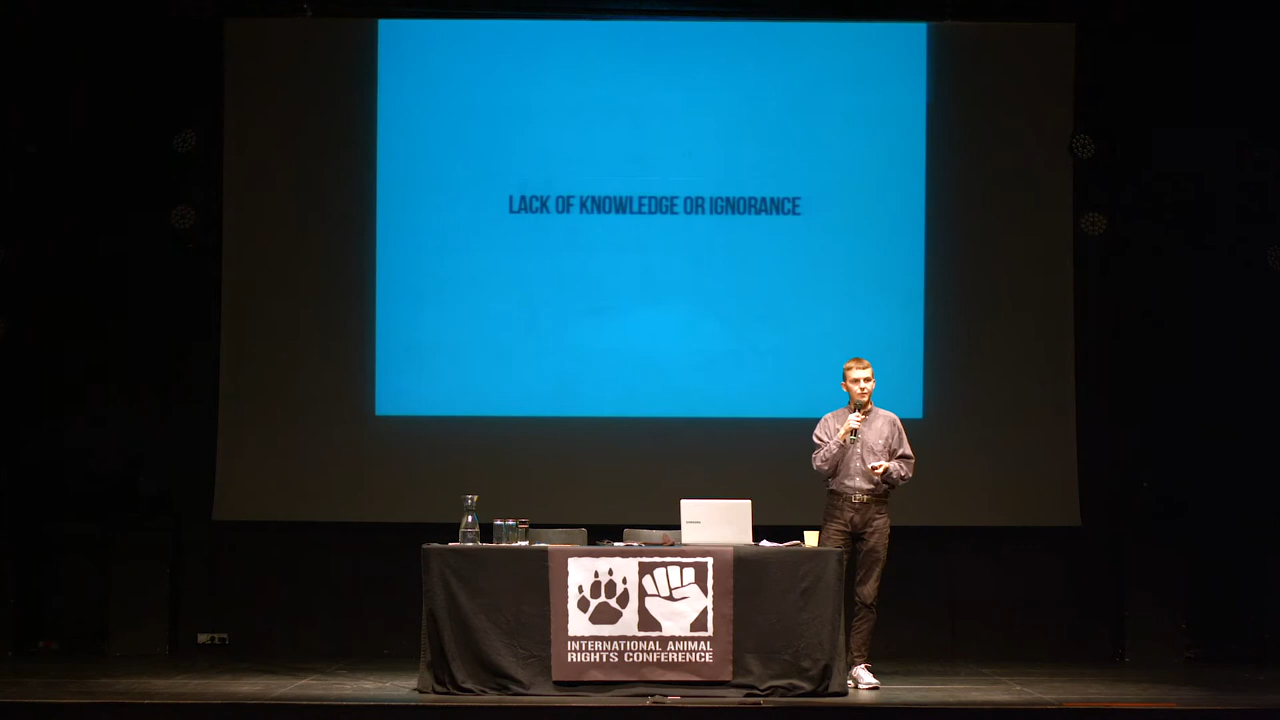 LACK OF KNOWLEDGE OR IGNORANCE
INTERNATIONAL ANIMAL
RIGHTS CONFERENCE